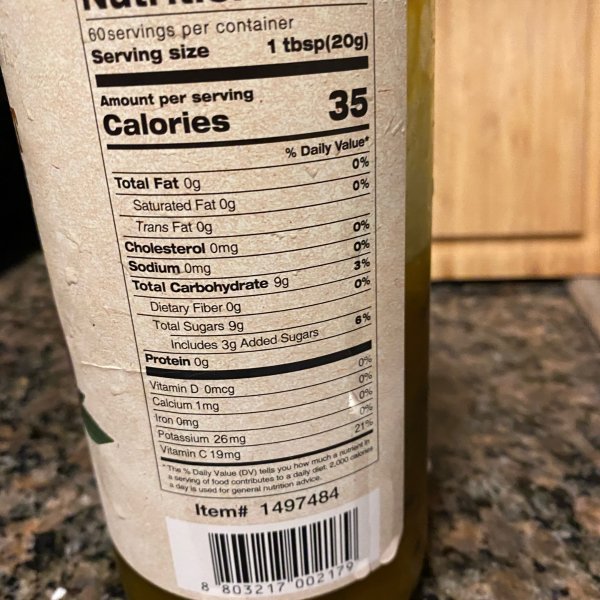 60 servings per container
Serving size 1 tbsp(20g)
Amount per serving
Calories 35
% Daily Value*
Total Fat 0g 0%
Saturated Fat 0g 0%
Trans Fat 0g
Cholesterol 0mg 0%
Sodium 0mg 0%
Total Carbohydrate 9g 3%
Dietary Fiber 0g 0%
Total Sugars 9g
Includes 3g Added Sugars 6%
Protein 0g
Vitamin D 0mcg 0%
Calcium 1mg 0%
Iron 0mg 0%
Potassium 26mg 0%
Vitamin C 19mg 21%
*The % Daily Value (DV) tells you how much a nutrient in
a serving of food contributes to a daily diet. 2,000 calories
a day is used for general nutrition advice.
Item# 1497484
8 803217 002179